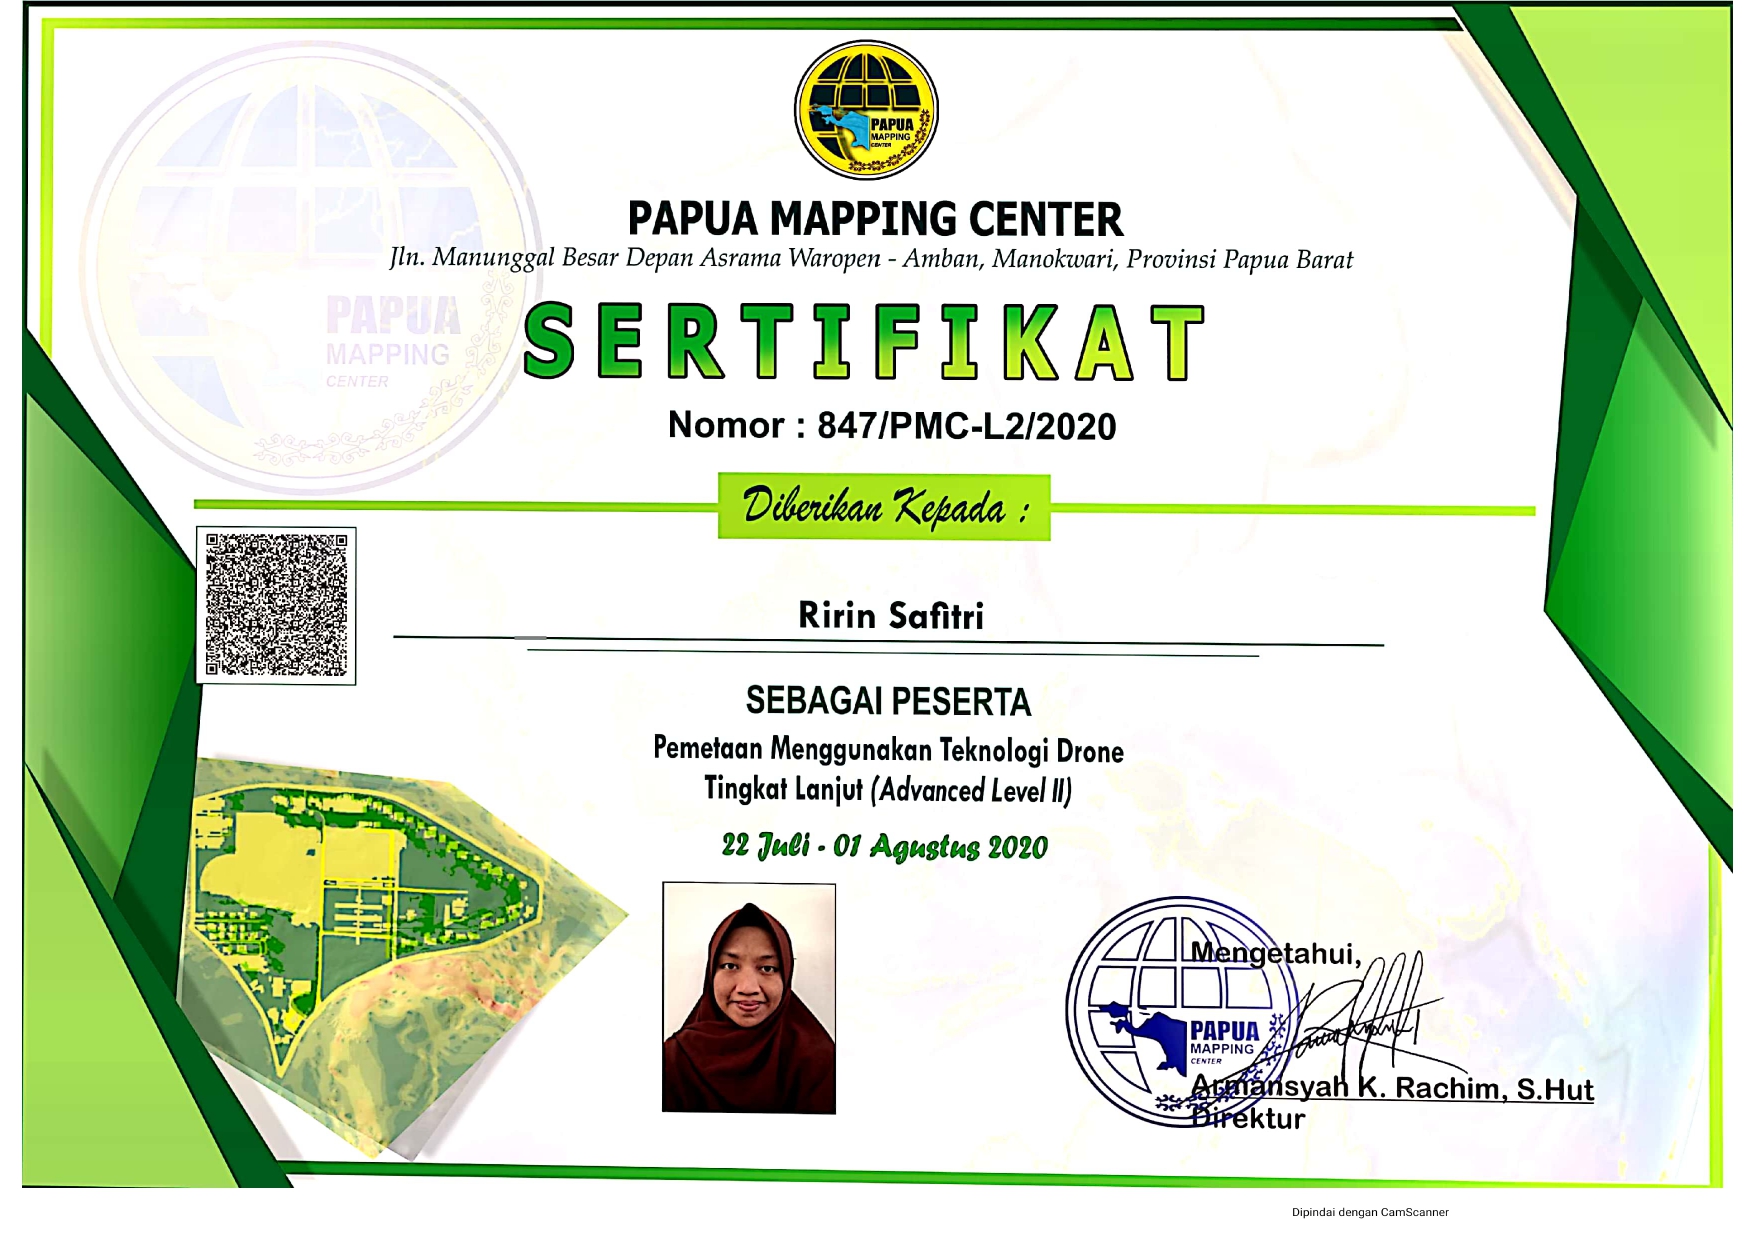 PAPUA
MAPPING
CENTER
PAPUA MAPPING CENTER
Jln. Manunggal Besar Depan Asrama Waropen - Amban, Manokwari, Provinsi Papua Barat
PAPUA
MAPPING
CENTER
SERTIFIKAT
Nomor : 847/PMC-L2/2020
Diberikan Kepada :
Ririn Safitri
SEBAGAI PESERTA
Pemetaan Menggunakan Teknologi Drone
Tingkat Lanjut (Advanced Level II)
22 Juli - 01 Agustus 2020
Mengetahui,
PAPUA
MAPPING
CENTER
Armansyah K. Rachim, S.Hut
Direktur
Dipindai dengan CamScanner